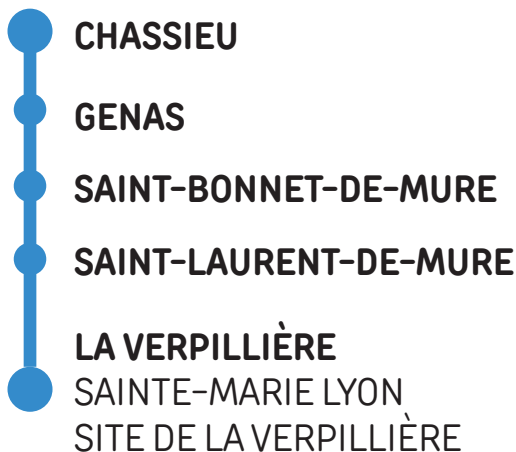 CHASSIEU
GENAS
SAINT-BONNET-DE-MURE
SAINT-LAURENT-DE-MURE
LA VERPILLIÈRE
SAINTE-MARIE LYON
SITE DE LA VERPILLIÈRE